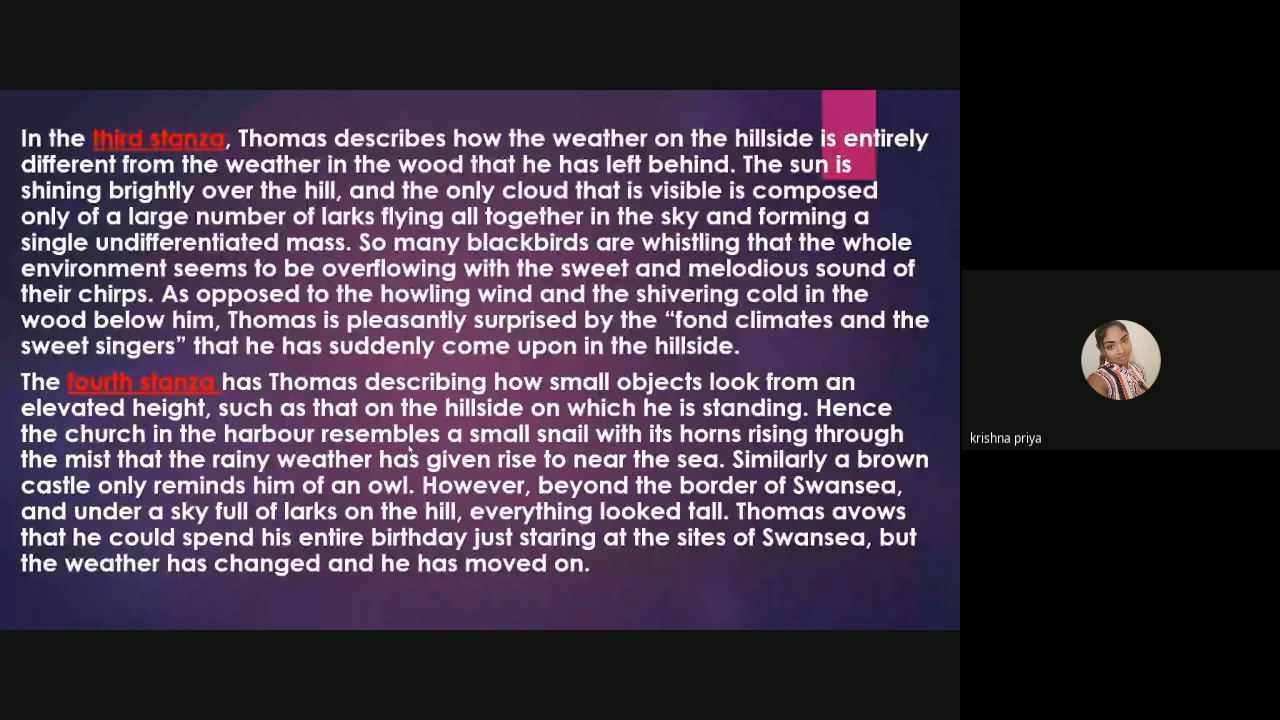 In the third stanza, Thomas describes how the weather on the hillside is entirely
different from the weather in the wood that he has left behind. The sun is
shining brightly over the hill, and the only cloud that is visible is composed
only of a large number of larks flying all together in the sky and forming a
single undifferentiated mass. So many blackbirds are whistling that the whole
environment seems to be overflowing with the sweet and melodious sound of
their chirps. As opposed to the howling wind and the shivering cold in the
wood below him, Thomas is pleasantly surprised by the “fond climates and the
sweet singers” that he has suddenly come upon in the hillside.
The fourth stanza has Thomas describing how small objects look from an
elevated height, such as that on the hillside on which he is standing. Hence
the church in the harbour resembles a small snail with its horns rising through
the mist that the rainy weather has given rise to near the sea. Similarly a brown
castle only reminds him of an owl. However, beyond the border of Swansea,
and under a sky full of larks on the hill, everything looked tall. Thomas avows
that he could spend his entire birthday just staring at the sites of Swansea, but
the weather has changed and he has moved on.
krishna priya